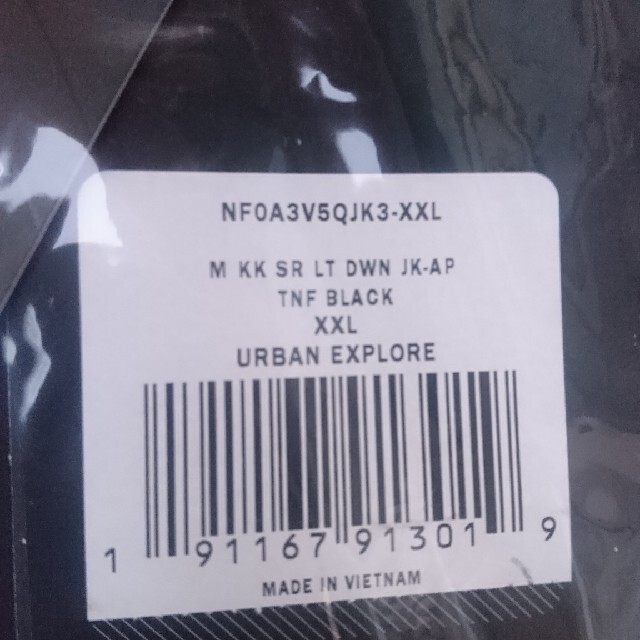 NF0A3V5QJK3-XXL
M KK SR LT DWN JK-AP
TNF BLACK
XXL
URBAN EXPLORE
1 91167 91301 9
MADE IN VIETNAM